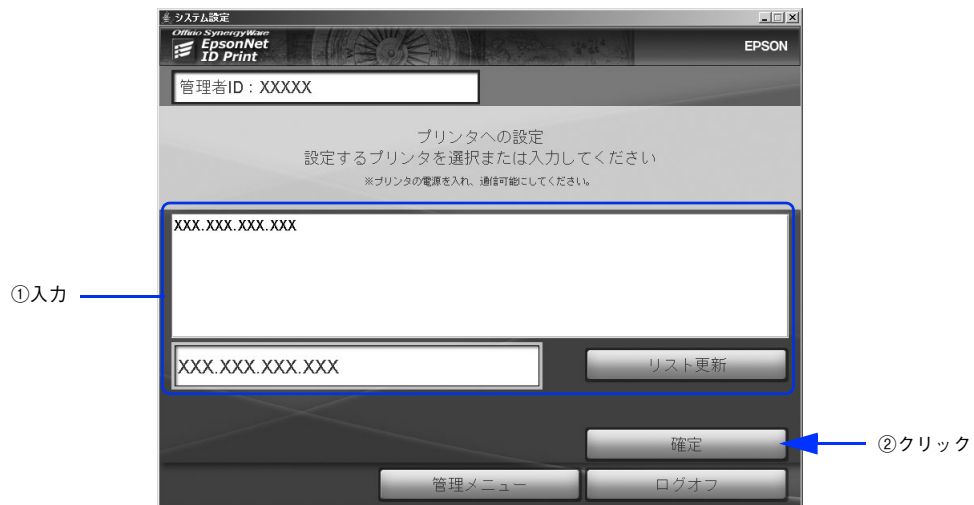 システム設定
Offirio SynergyWare
EpsonNet
ID Print
EPSON
管理者ID：XXXXX
プリンタへの設定
設定するプリンタを選択または入力してください
※プリンタの電源を入れ、通信可能にしてください。
XXX.XXX.XXX.XXX
①入力
XXX.XXX.XXX.XXX
リスト更新
確定
②クリック
管理メニュー
ログオフ